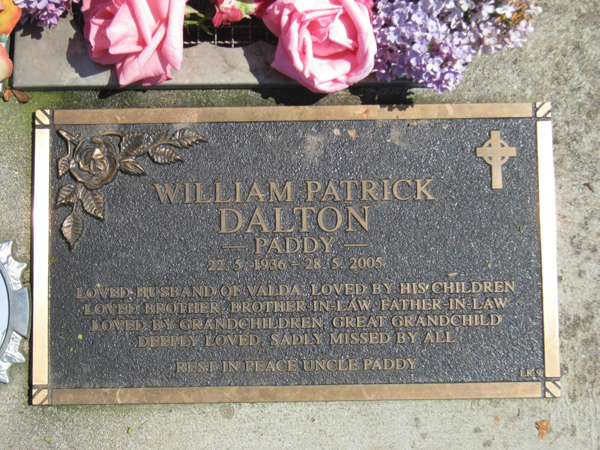 WILLIAM PATRICK
DALTON
— PADDY —
22. 5. 1936 – 28. 5. 2005
LOVED HUSBAND OF VALDA, LOVED BY HIS CHILDREN
LOVED BROTHER, BROTHER-IN-LAW, FATHER-IN-LAW
LOVED BY GRANDCHILDREN, GREAT GRANDCHILD
DEEPLY LOVED, SADLY MISSED BY ALL
REST IN PEACE UNCLE PADDY